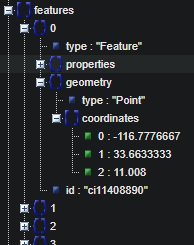 features
0
type : "Feature"
properties
geometry
type : "Point"
coordinates
0 : -116.7776667
1 : 33.6633333
2 : 11.008
id : "ci11408890"
1
2
3